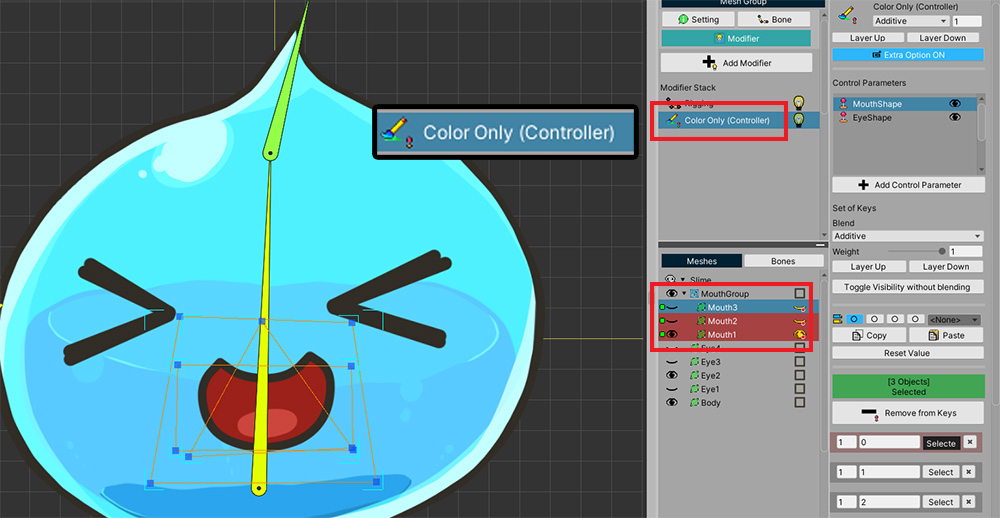 Mesh Group
Setting
Bone
Modifier
Add Modifier
Modifier Stack
Rigging
Color Only (Controller)
Color Only (Controller)
Meshes
Bones
Slime
MouthGroup
Mouth3
Mouth2
Mouth1
Eye4
Eye3
Eye2
Eye1
Body
Color Only (Controller)
Additive 1
Layer Up Layer Down
Extra Option ON
Control Parameters
MouthShape
EyeShape
Add Control Parameter
Set of Keys
Blend
Additive
Weight 1
Layer Up Layer Down
Toggle Visibility without blending
<None>
Copy Paste
Reset Value
[3 Objects]
Selected
Remove from Keys
1 0 Selecte
1 1 Select
1 2 Select